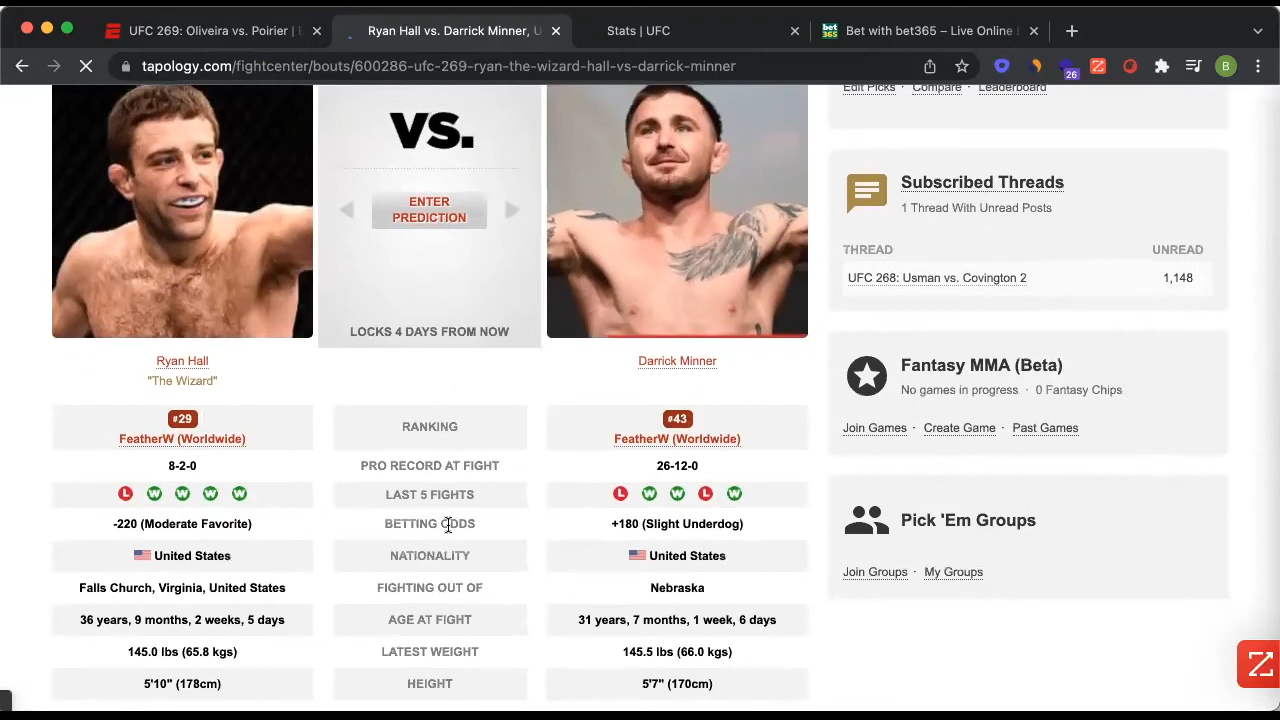 UFC 269: Oliveira vs. Poirier | E
Ryan Hall vs. Darrick Minner, U
Stats | UFC
bet365
Bet with bet365 – Live Online
tapology.com/fightcenter/bouts/600286-ufc-269-ryan-the-wizard-hall-vs-darrick-minner
26
B
Edit Picks · Compare · Leaderboard
VS.
ENTER
PREDICTION
LOCKS 4 DAYS FROM NOW
Ryan Hall
"The Wizard"
Darrick Minner
#29
FeatherW (Worldwide)
RANKING
#43
FeatherW (Worldwide)
8-2-0
PRO RECORD AT FIGHT
26-12-0
L W W W W
LAST 5 FIGHTS
L W W L W
-220 (Moderate Favorite)
BETTING ODDS
+180 (Slight Underdog)
United States
NATIONALITY
United States
Falls Church, Virginia, United States
FIGHTING OUT OF
Nebraska
36 years, 9 months, 2 weeks, 5 days
AGE AT FIGHT
31 years, 7 months, 1 week, 6 days
145.0 lbs (65.8 kgs)
LATEST WEIGHT
145.5 lbs (66.0 kgs)
5'10" (178cm)
HEIGHT
5'7" (170cm)
Subscribed Threads
1 Thread With Unread Posts
THREAD
UNREAD
UFC 268: Usman vs. Covington 2
1,148
Fantasy MMA (Beta)
No games in progress · 0 Fantasy Chips
Join Games · Create Game · Past Games
Pick 'Em Groups
Join Groups · My Groups